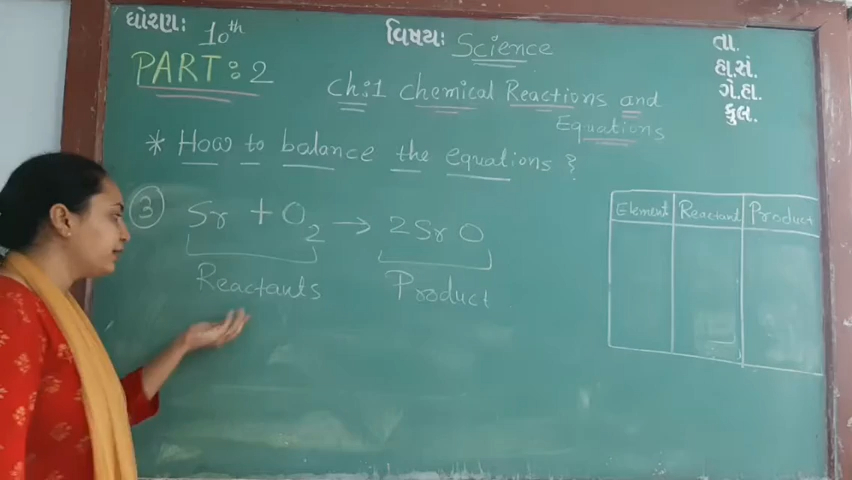 ધોરણ: 10th
વિષય: Science
તા.
હા.સં.
ગે.હા.
કુલ.
PART: 2
Ch:1 Chemical Reactions and
Equations
* How to balance the equations ?
③ Sr + O₂ → 2SrO
Reactants Product
Element Reactant Product